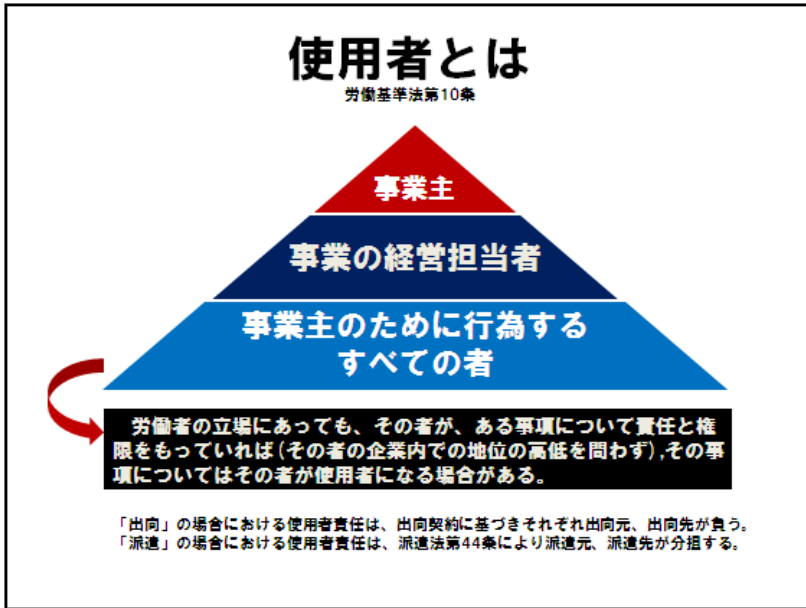 使用者とは
労働基準法第10条
事業主
事業の経営担当者
事業主のために行為する
すべての者
労働者の立場にあっても、その者が、ある事項について責任と権
限をもっていれば(その者の企業内での地位の高低を問わず),その事
項についてはその者が使用者になる場合がある。
「出向」の場合における使用者責任は、出向契約に基づきそれぞれ出向元、出向先が負う。
「派遣」の場合における使用者責任は、派遣法第44条により派遣元、派遣先が分担する。